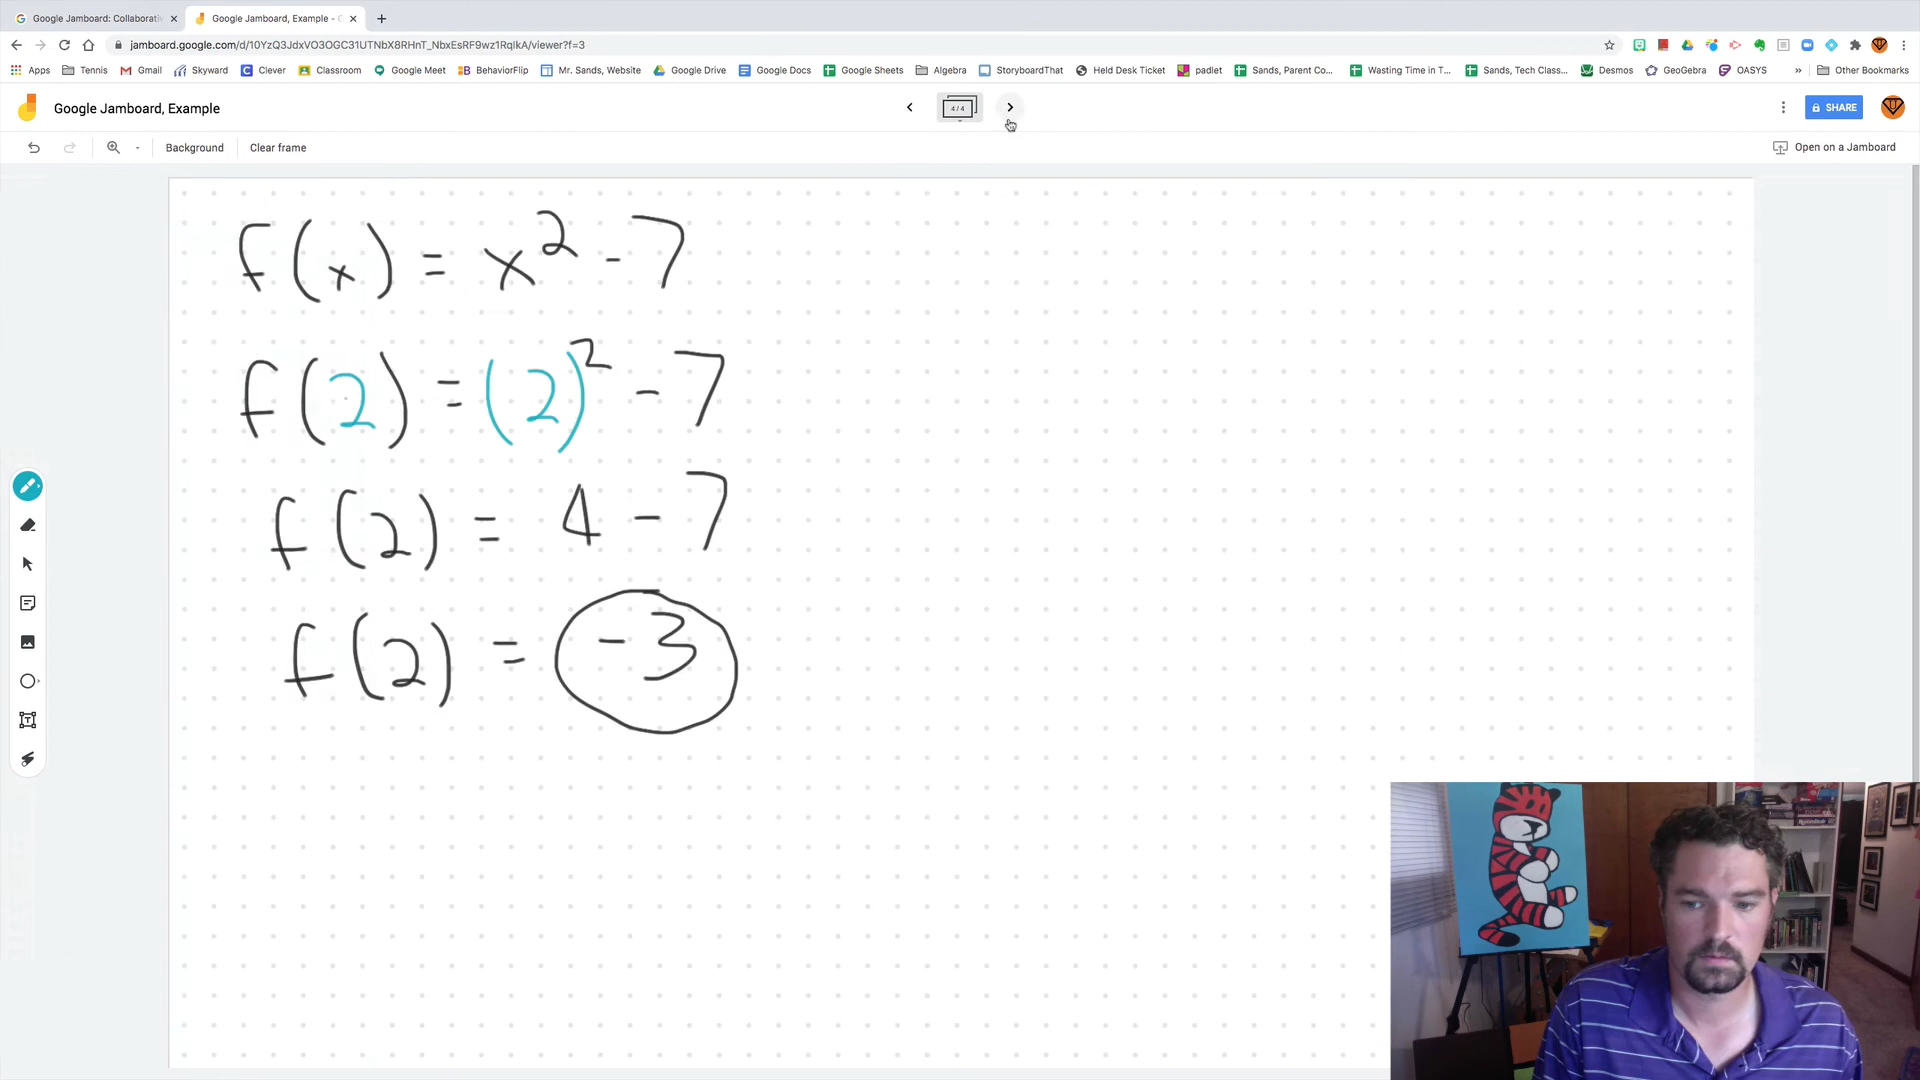 Google Jamboard: Collaborativ
Google Jamboard, Example - G
jamboard.google.com/d/10YzQ3JdxVO3OGC31UTNbX8RHnT_NbxEsRF9wz1RqIkA/viewer?f=3
Apps Tennis Gmail Skyward Clever Classroom Google Meet BehaviorFlip Mr. Sands, Website Google Drive Google Docs Google Sheets Algebra StoryboardThat Held Desk Ticket padlet Sands, Parent Co... Wasting Time in T... Sands, Tech Class... Desmos GeoGebra OASYS » Other Bookmarks
Google Jamboard, Example 4 / 4 SHARE
Background Clear frame Open on a Jamboard
f(x) = x² - 7
f(2) = (2)² - 7
f(2) = 4 - 7
f(2) = -3